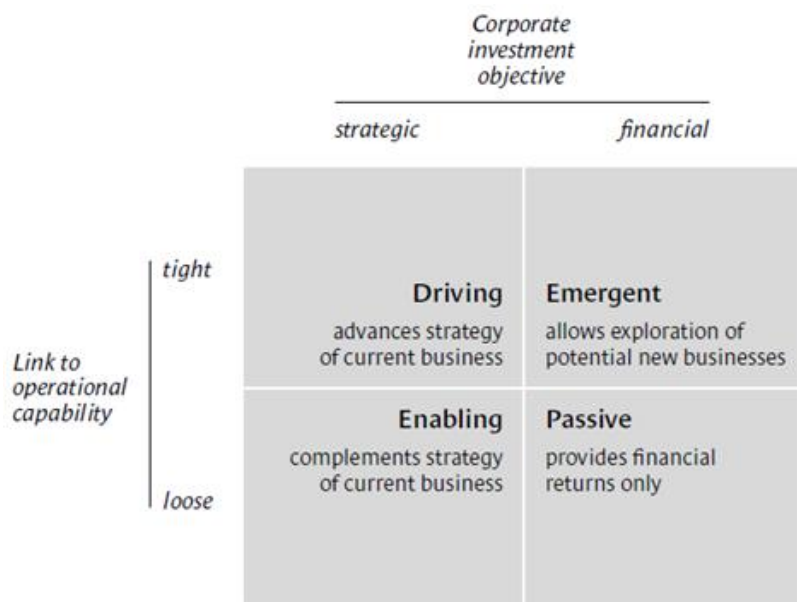 Corporate
investment
objective
strategic
financial
tight
Driving
advances strategy
of current business
Emergent
allows exploration of
potential new businesses
Link to
operational
capability
Enabling
complements strategy
of current business
Passive
provides financial
returns only
loose